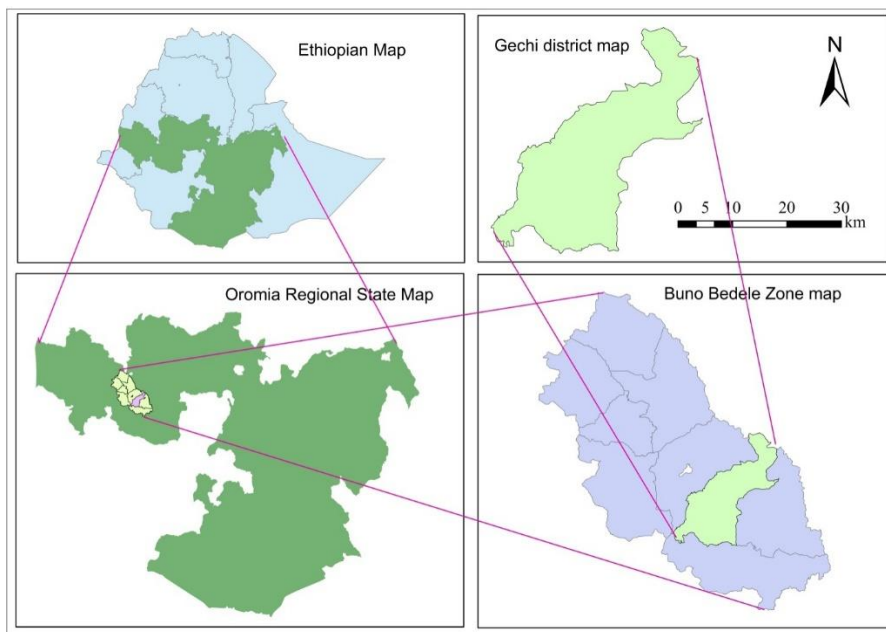 Ethiopian Map
Gechi district map
N
0 5 10 20 30
km
Oromia Regional State Map
Buno Bedele Zone map